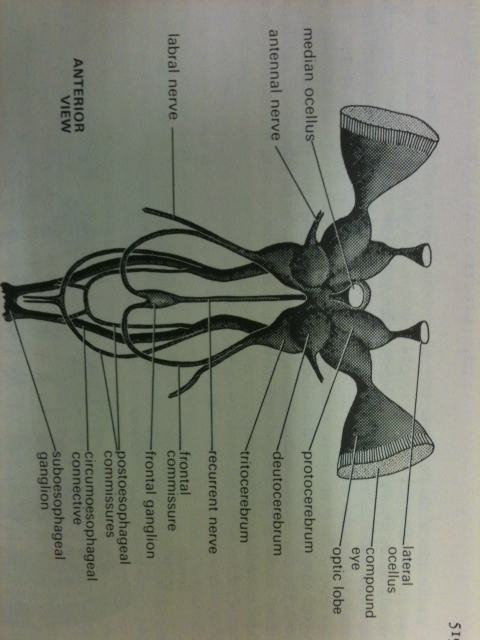 519
median ocellus
antennal nerve
labral nerve
ANTERIOR
VIEW
lateral
ocellus
compound
eye
optic lobe
protocerebrum
deutocerebrum
tritocerebrum
recurrent nerve
frontal
commissure
frontal ganglion
postoesophageal
commissures
circumoesophageal
connective
suboesophageal
ganglion